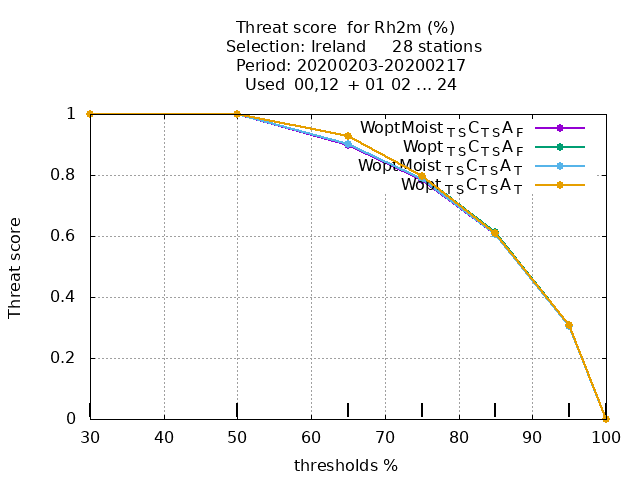 Threat score  for Rh2m (%)
Selection: Ireland     28 stations
Period: 20200203-20200217
Used  00,12  + 01 02 ... 24
WoptMoist TS C TS A F
Wopt TS C TS A F
WoptMoist TS C TS A T
Wopt TS C TS A T
1
0.8
0.6
0.4
0.2
0
Threat score
30 40 50 60 70 80 90 100
thresholds %